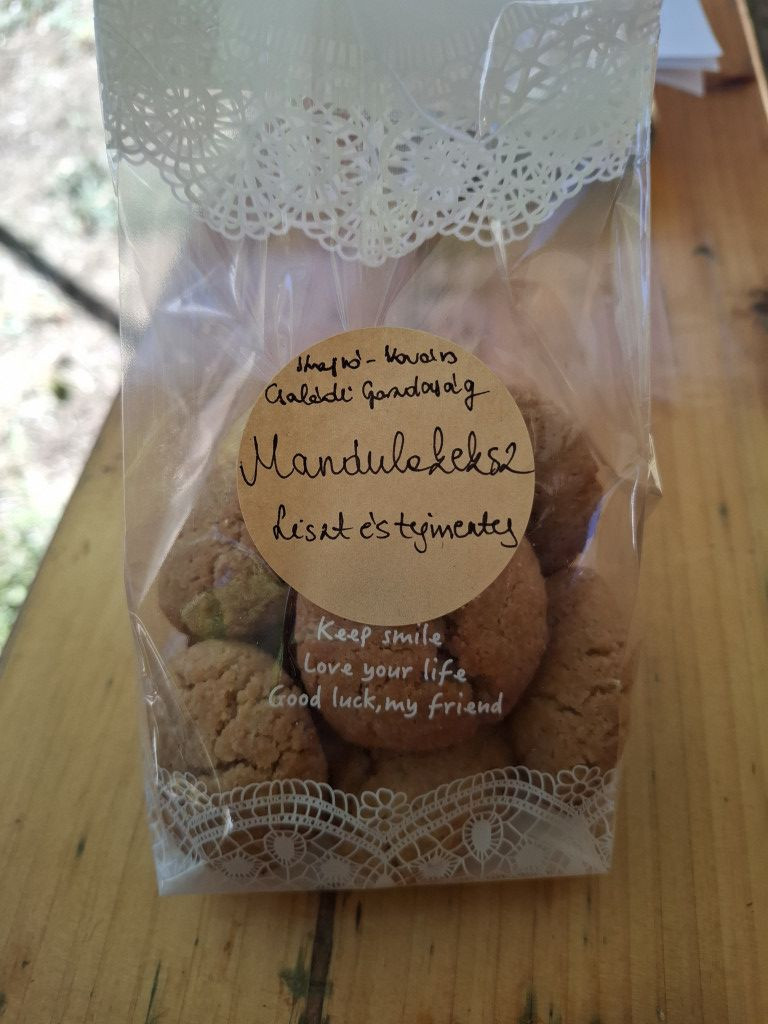 Családi Gazdaság
Mandulakeksz
Liszt és tejmentes
Keep smile
Love your life
Good luck, my friend